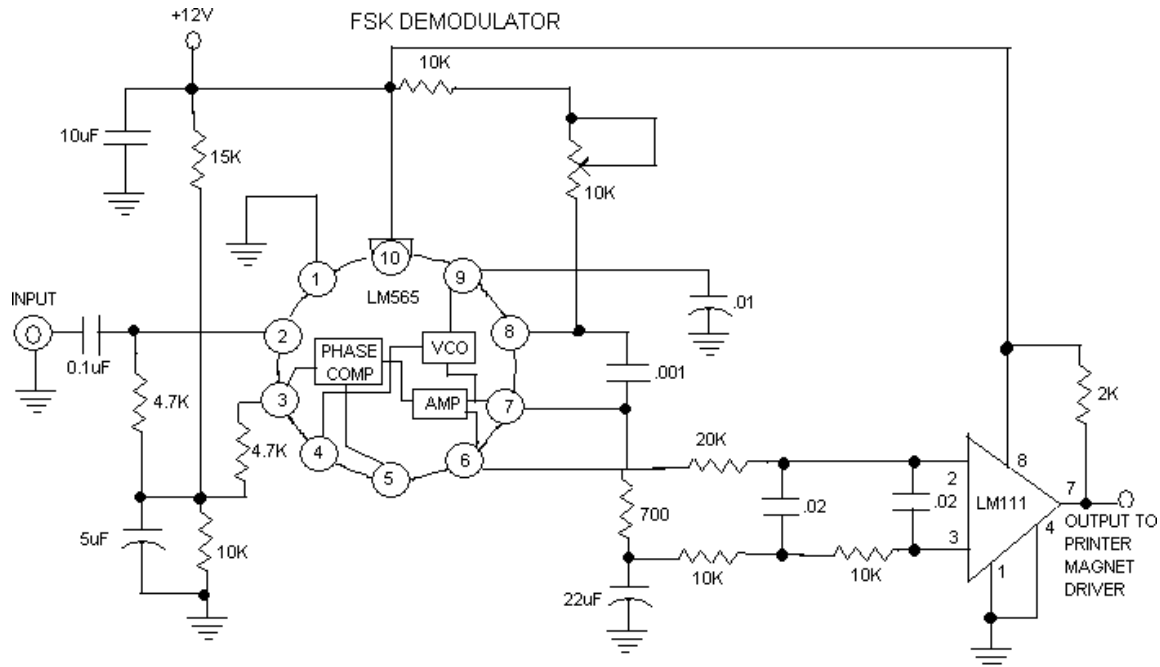 +12V
FSK DEMODULATOR
10K
10uF
15K
10K
1
10
9
LM565
INPUT
.01
2
8
VCO
0.1uF
PHASE
COMP
.001
4.7K
3
AMP
7
2K
4.7K
4
20K
5
6
8
2
.02
.02
LM111
7
700
3
4
OUTPUT TO
PRINTER
MAGNET
DRIVER
5uF
10K
10K
10K
1
22uF